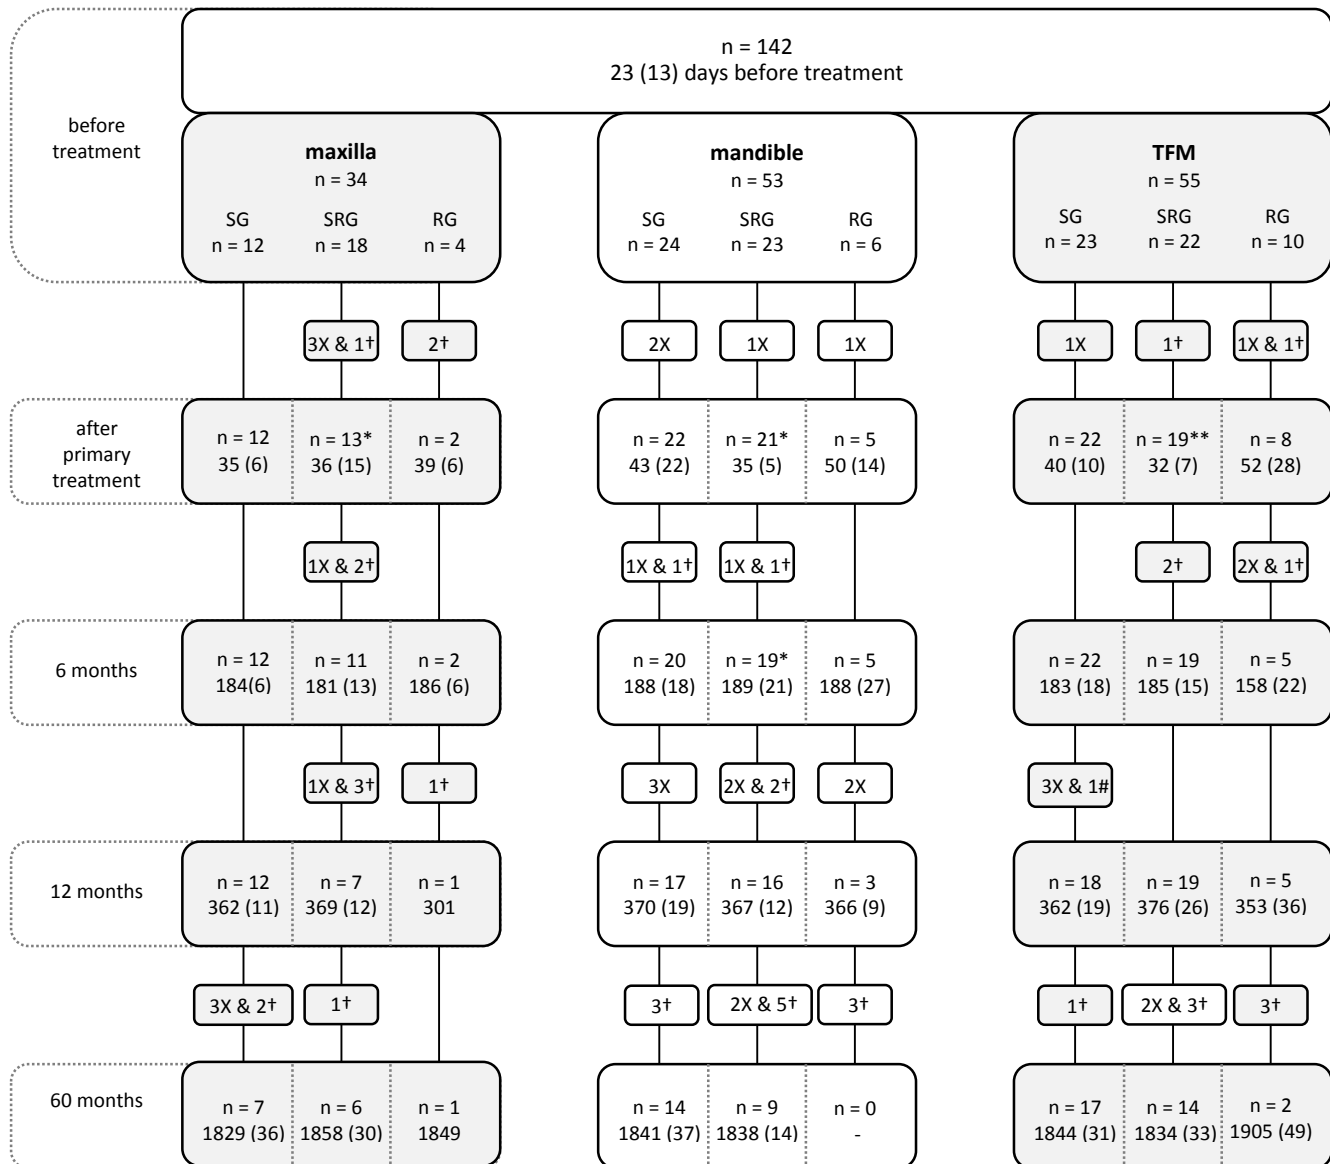 n = 142
23 (13) days before treatment
before
treatment
maxilla
n = 34
SG SRG RG
n = 12 n = 18 n = 4
mandible
n = 53
SG SRG RG
n = 24 n = 23 n = 6
TFM
n = 55
SG SRG RG
n = 23 n = 22 n = 10
3X & 1† 2† 2X 1X 1X 1X 1† 1X & 1†
after
primary
treatment
n = 12 n = 13* n = 2 n = 22 n = 21* n = 5 n = 22 n = 19** n = 8
35 (6) 36 (15) 39 (6) 43 (22) 35 (5) 50 (14) 40 (10) 32 (7) 52 (28)
1X & 2† 1X & 1† 1X & 1† 2† 2X & 1†
6 months
n = 12 n = 11 n = 2 n = 20 n = 19* n = 5 n = 22 n = 19 n = 5
184(6) 181 (13) 186 (6) 188 (18) 189 (21) 188 (27) 183 (18) 185 (15) 158 (22)
1X & 3† 1† 3X 2X & 2† 2X 3X & 1#
12 months
n = 12 n = 7 n = 1 n = 17 n = 16 n = 3 n = 18 n = 19 n = 5
362 (11) 369 (12) 301 370 (19) 367 (12) 366 (9) 362 (19) 376 (26) 353 (36)
3X & 2† 1† 3† 2X & 5† 3† 1† 2X & 3† 3†
60 months
n = 7 n = 6 n = 1 n = 14 n = 9 n = 0 n = 17 n = 14 n = 2
1829 (36) 1858 (30) 1849 1841 (37) 1838 (14) - 1844 (31) 1834 (33) 1905 (49)